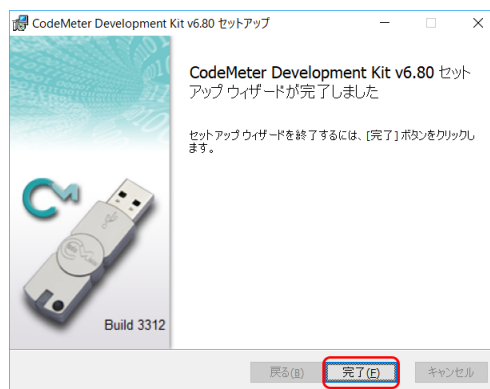 CodeMeter Development Kit v6.80 セットアップ
CodeMeter Development Kit v6.80 セット
アップ ウィザードが完了しました
セットアップ ウィザードを終了するには、[完了] ボタンをクリックし
ます。
CM
Build 3312
戻る(B) 完了(F) キャンセル